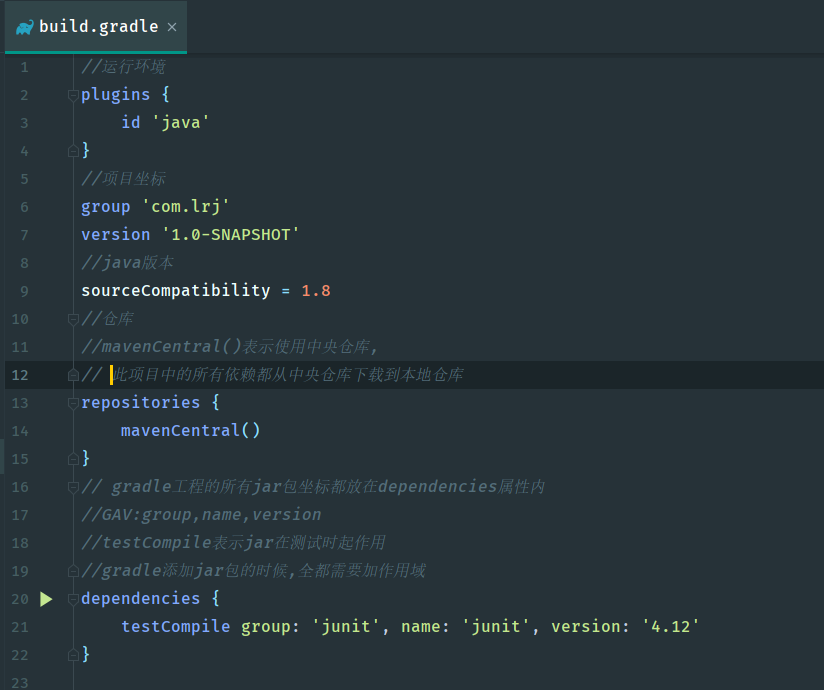 build.gradle ×
1 //运行环境
2 plugins {
3 id 'java'
4 }
5 //项目坐标
6 group 'com.lrj'
7 version '1.0-SNAPSHOT'
8 //java版本
9 sourceCompatibility = 1.8
10 //仓库
11 //mavenCentral()表示使用中央仓库,
12 // 此项目中的所有依赖都从中央仓库下载到本地仓库
13 repositories {
14 mavenCentral()
15 }
16 // gradle工程的所有jar包坐标都放在dependencies属性内
17 //GAV:group,name,version
18 //testCompile表示jar在测试时起作用
19 //gradle添加jar包的时候,全都需要加作用域
20 dependencies {
21 testCompile group: 'junit', name: 'junit', version: '4.12'
22 }
23